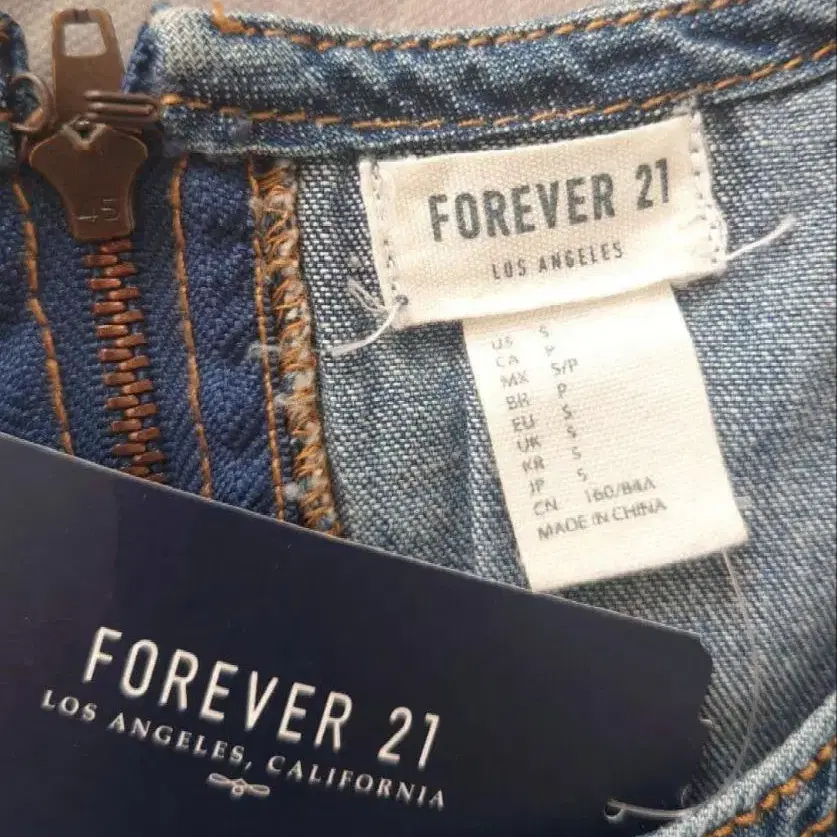 45
FOREVER 21
LOS ANGELES
US S
CA P
MX S/P
BR P
EU S
UK S
KR S
JP S
CN 160/84A
MADE IN CHINA
FOREVER 21
LOS ANGELES, CALIFORNIA